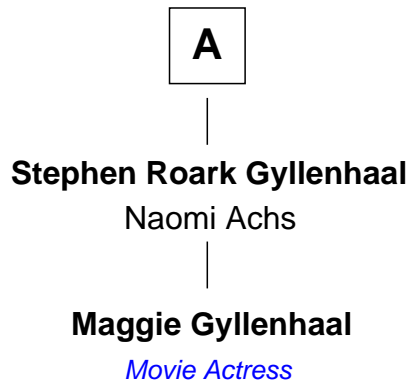 A
Stephen Roark Gyllenhaal
Naomi Achs
Maggie Gyllenhaal
Movie Actress